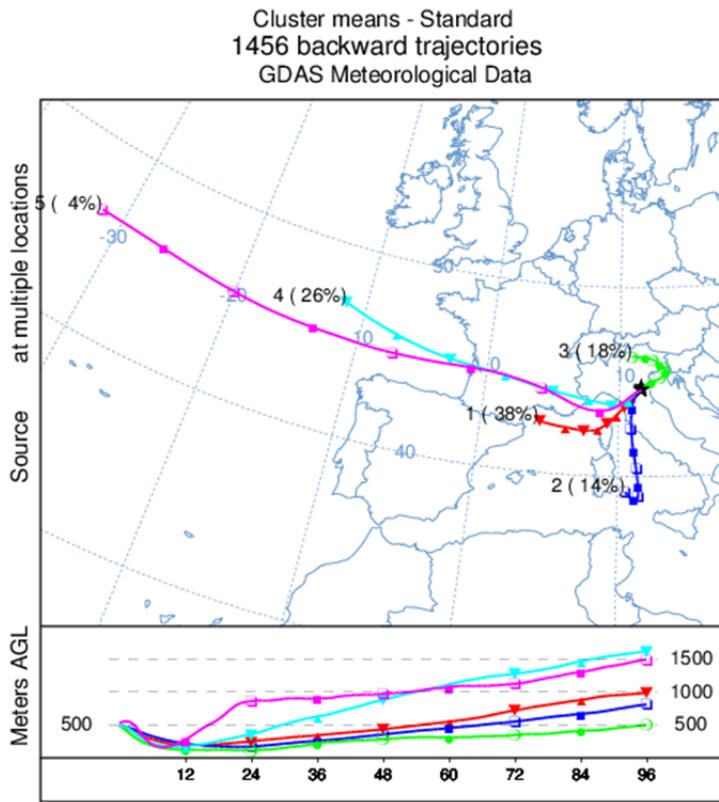 Cluster means - Standard
1456 backward trajectories
GDAS Meteorological Data
Source at multiple locations
5 ( 4%)
-30
-20
4 ( 26%)
10
50
0
3 ( 18%)
10
1 ( 38%)
40
2 ( 14%)
Meters AGL
1500
1000
500
500
12 24 36 48 60 72 84 96